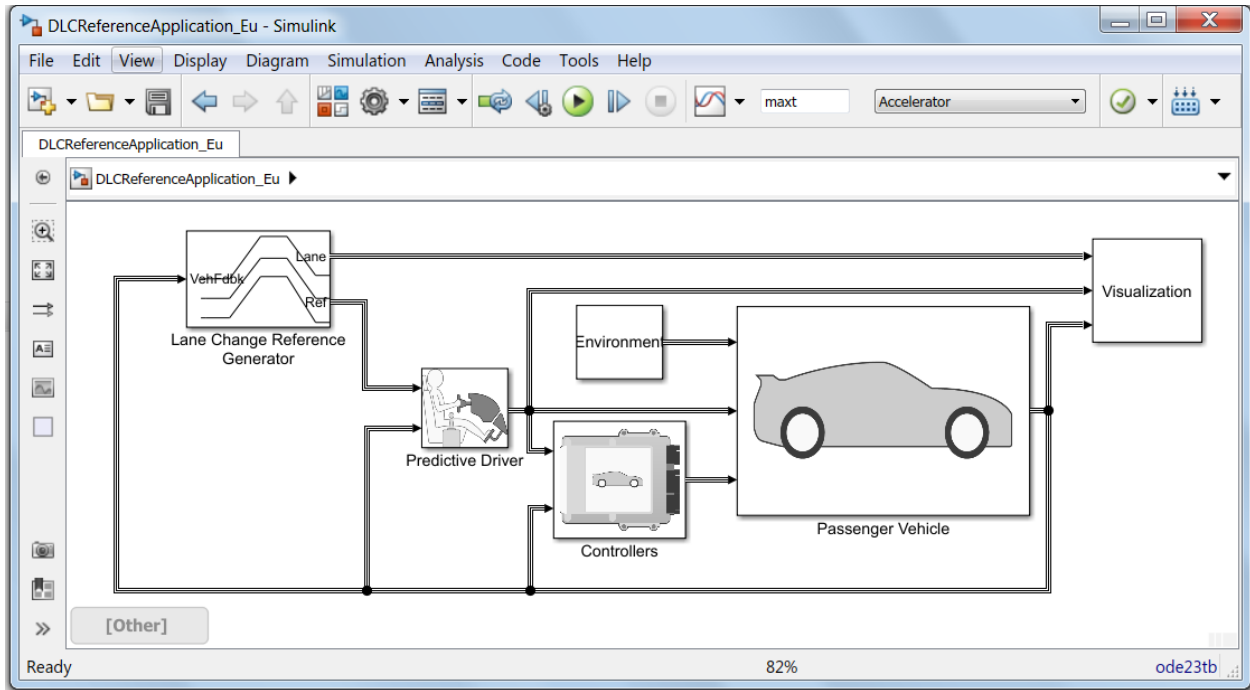 DLCReferenceApplication_Eu - Simulink
File Edit View Display Diagram Simulation Analysis Code Tools Help
maxt Accelerator
DLCReferenceApplication_Eu
DLCReferenceApplication_Eu
Lane
VehFdbk
Ref
Lane Change Reference
Generator
Visualization
Environment
Predictive Driver
Controllers
Passenger Vehicle
[Other]
Ready 82% ode23tb